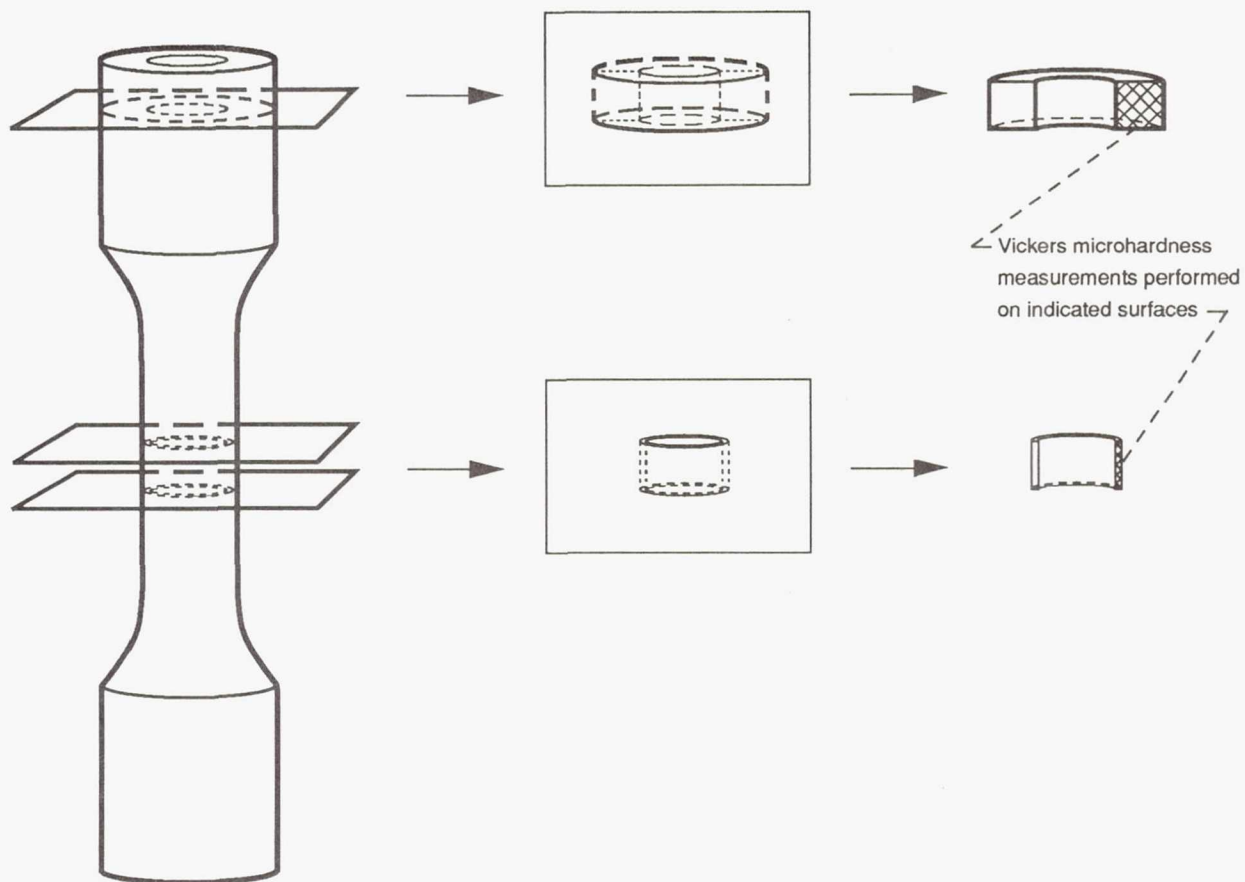 Vickers microhardness
measurements performed
on indicated surfaces